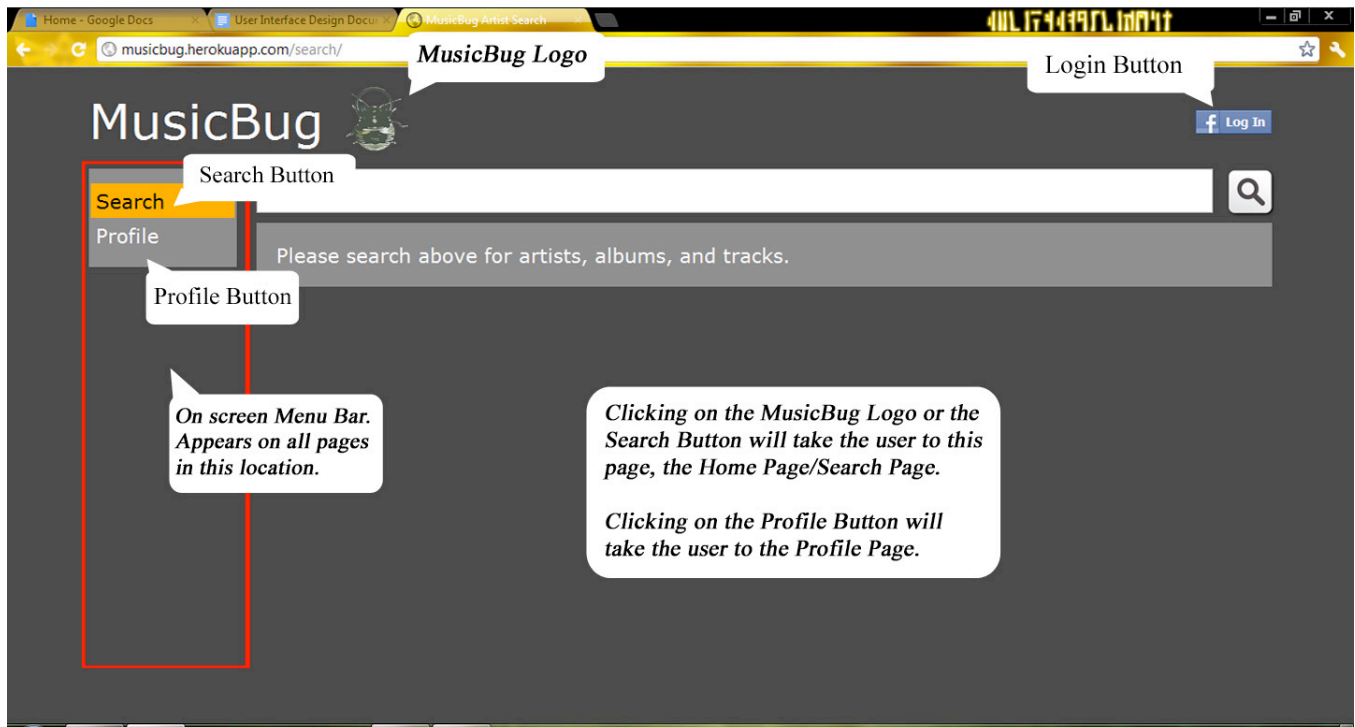 Home - Google Docs
User Interface Design Docur
MusicBug Artist Search
musicbug.herokuapp.com/search/
MusicBug Logo
Login Button
MusicBug
f Log In
Search Button
Search
Profile
Please search above for artists, albums, and tracks.
Profile Button
On screen Menu Bar.
Appears on all pages
in this location.
Clicking on the MusicBug Logo or the
Search Button will take the user to this
page, the Home Page/Search Page.
Clicking on the Profile Button will
take the user to the Profile Page.